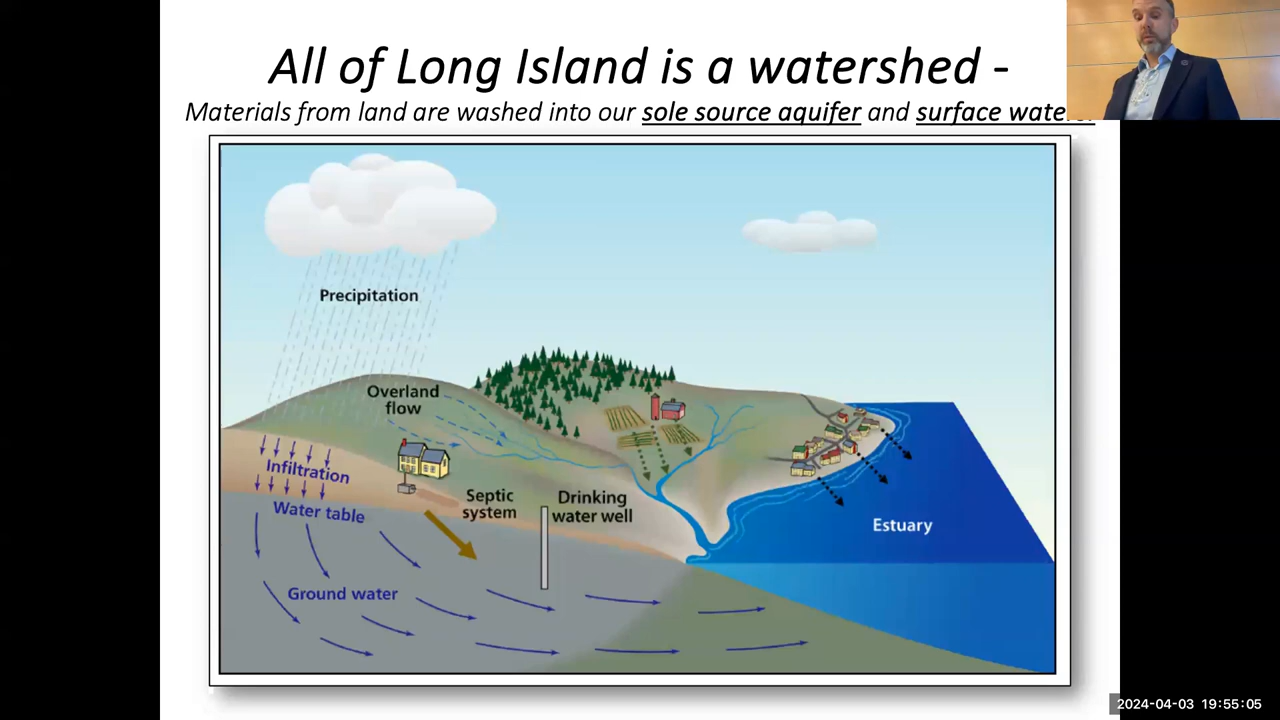 All of Long Island is a watershed -
Materials from land are washed into our sole source aquifer and surface water.
Precipitation
Overland
flow
Infiltration
Water table
Septic
system
Drinking
water well
Estuary
Ground water
2024-04-03 19:55:05